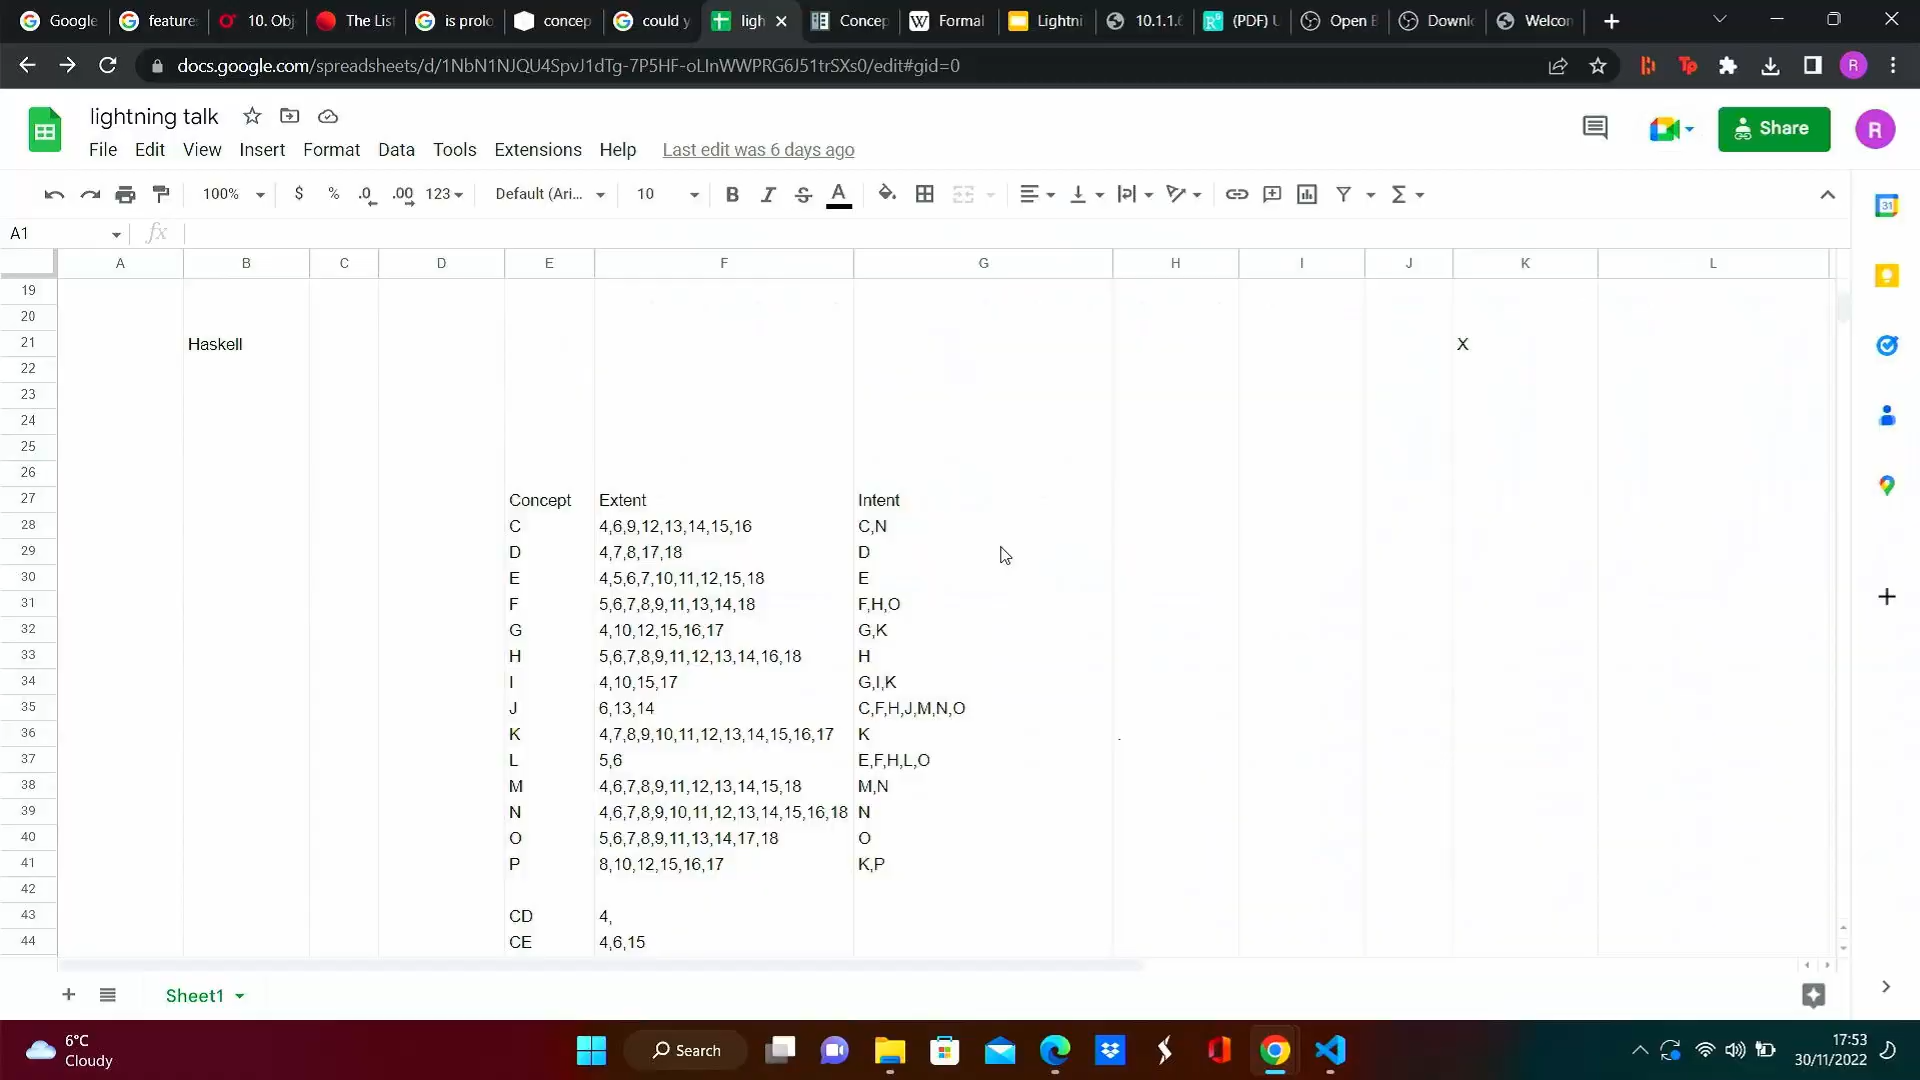 Google
feature
10. Obj
The List
is prolo
concep
could y
ligh
Concep
Formal
Lightni
10.1.1.6
(PDF) U
Open B
Downlo
Welcon
docs.google.com/spreadsheets/d/1NbN1NJQU4SpvJ1dTg-7P5HF-oLInWWPRG6J51trSXs0/edit#gid=0
R
lightning talk
Share
R
File Edit View Insert Format Data Tools Extensions Help Last edit was 6 days ago
100% $ % .0 .00 123 Default (Ari... 10 B I S A
A1 fx
A B C D E F G H I J K L
19
20
21 Haskell X
22
23
24
25
26
27 Concept Extent Intent
28 C 4,6,9,12,13,14,15,16 C,N
29 D 4,7,8,17,18 D
30 E 4,5,6,7,10,11,12,15,18 E
31 F 5,6,7,8,9,11,13,14,18 F,H,O
32 G 4,10,12,15,16,17 G,K
33 H 5,6,7,8,9,11,12,13,14,16,18 H
34 I 4,10,15,17 G,I,K
35 J 6,13,14 C,F,H,J,M,N,O
36 K 4,7,8,9,10,11,12,13,14,15,16,17 K
37 L 5,6 E,F,H,L,O
38 M 4,6,7,8,9,11,12,13,14,15,18 M,N
39 N 4,6,7,8,9,10,11,12,13,14,15,16,18 N
40 O 5,6,7,8,9,11,13,14,17,18 O
41 P 8,10,12,15,16,17 K,P
42
43 CD 4,
44 CE 4,6,15
Sheet1
6°C
Cloudy
Search
17:53
30/11/2022